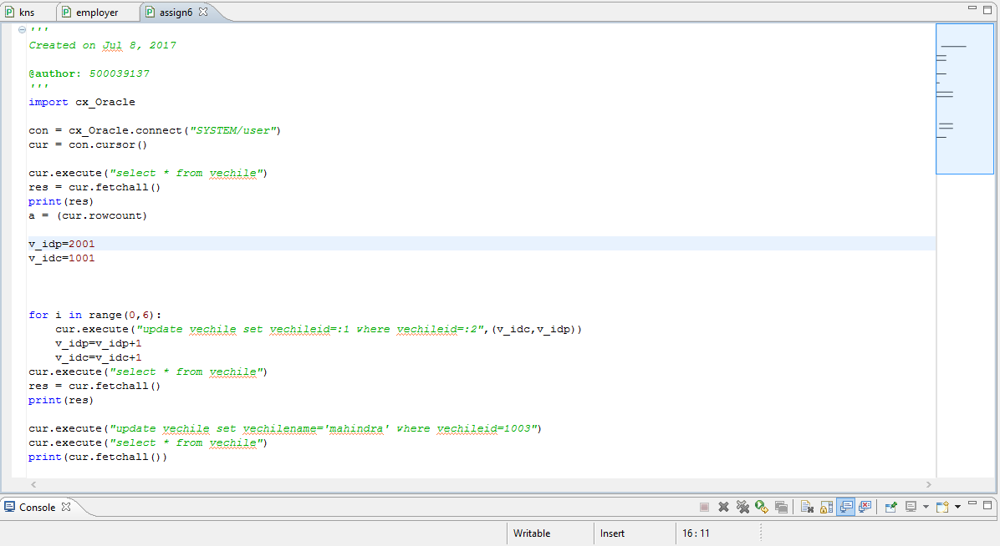 kns employer assign6
'''
Created on Jul 8, 2017
@author: 500039137
'''
import cx_Oracle
con = cx_Oracle.connect("SYSTEM/user")
cur = con.cursor()
cur.execute("select * from vechile")
res = cur.fetchall()
print(res)
a = (cur.rowcount)
v_idp=2001
v_idc=1001
for i in range(0,6):
    cur.execute("update vechile set vechileid=:1 where vechileid=:2",(v_idc,v_idp))
    v_idp=v_idp+1
    v_idc=v_idc+1
cur.execute("select * from vechile")
res = cur.fetchall()
print(res)
cur.execute("update vechile set vechilename='mahindra' where vechileid=1003")
cur.execute("select * from vechile")
print(cur.fetchall())
Console
Writable Insert 16 : 11